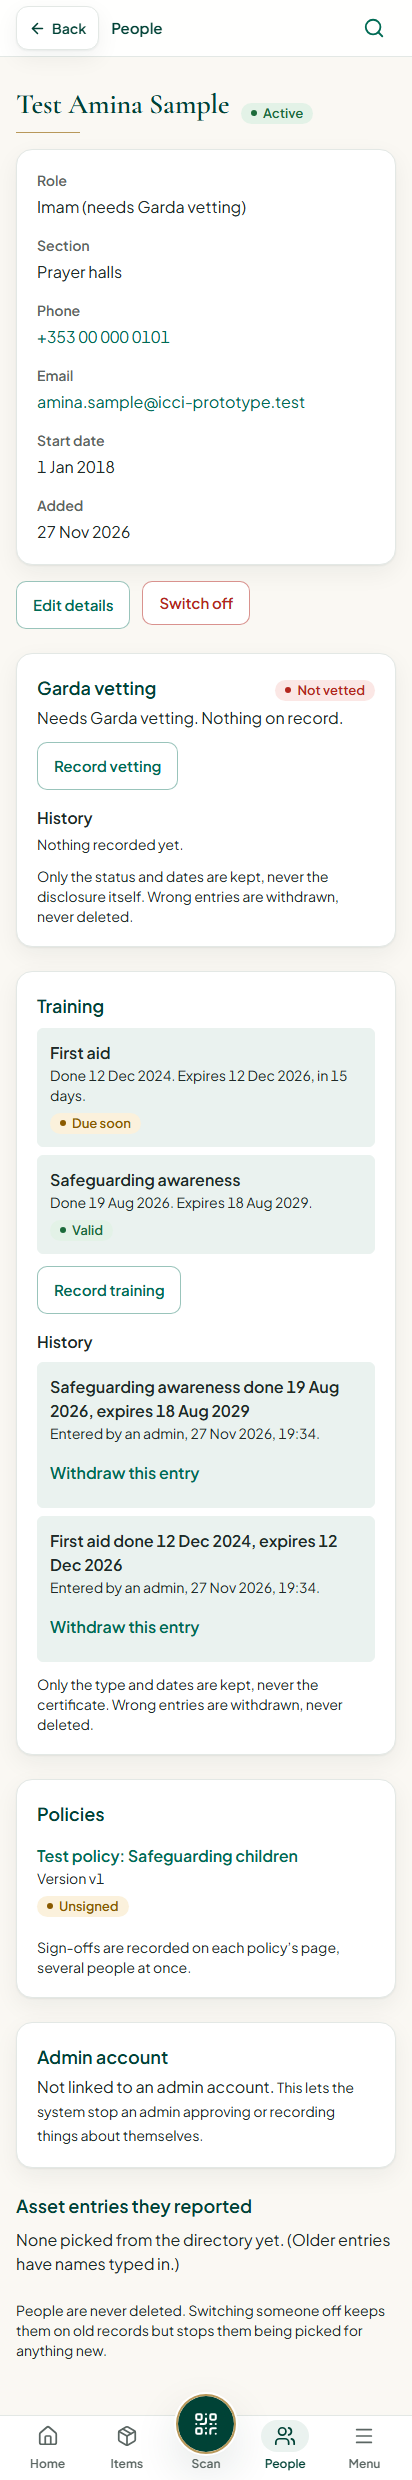 Back
People
Test Amina Sample
Active
Role
Imam (needs Garda vetting)
Section
Prayer halls
Phone
+353 00 000 0101
Email
amina.sample@icci-prototype.test
Start date
1 Jan 2018
Added
27 Nov 2026
Edit details
Switch off
Garda vetting
Not vetted
Needs Garda vetting. Nothing on record.
Record vetting
History
Nothing recorded yet.
Only the status and dates are kept, never the
disclosure itself. Wrong entries are withdrawn,
never deleted.
Training
First aid
Done 12 Dec 2024. Expires 12 Dec 2026, in 15
days.
Due soon
Safeguarding awareness
Done 19 Aug 2026. Expires 18 Aug 2029.
Valid
Record training
History
Safeguarding awareness done 19 Aug
2026, expires 18 Aug 2029
Entered by an admin, 27 Nov 2026, 19:34.
Withdraw this entry
First aid done 12 Dec 2024, expires 12
Dec 2026
Entered by an admin, 27 Nov 2026, 19:34.
Withdraw this entry
Only the type and dates are kept, never the
certificate. Wrong entries are withdrawn, never
deleted.
Policies
Test policy: Safeguarding children
Version v1
Unsigned
Sign-offs are recorded on each policy's page,
several people at once.
Admin account
Not linked to an admin account. This lets the
system stop an admin approving or recording
things about themselves.
Asset entries they reported
None picked from the directory yet. (Older entries
have names typed in.)
People are never deleted. Switching someone off keeps
them on old records but stops them being picked for
anything new.
Home
Items
Scan
People
Menu